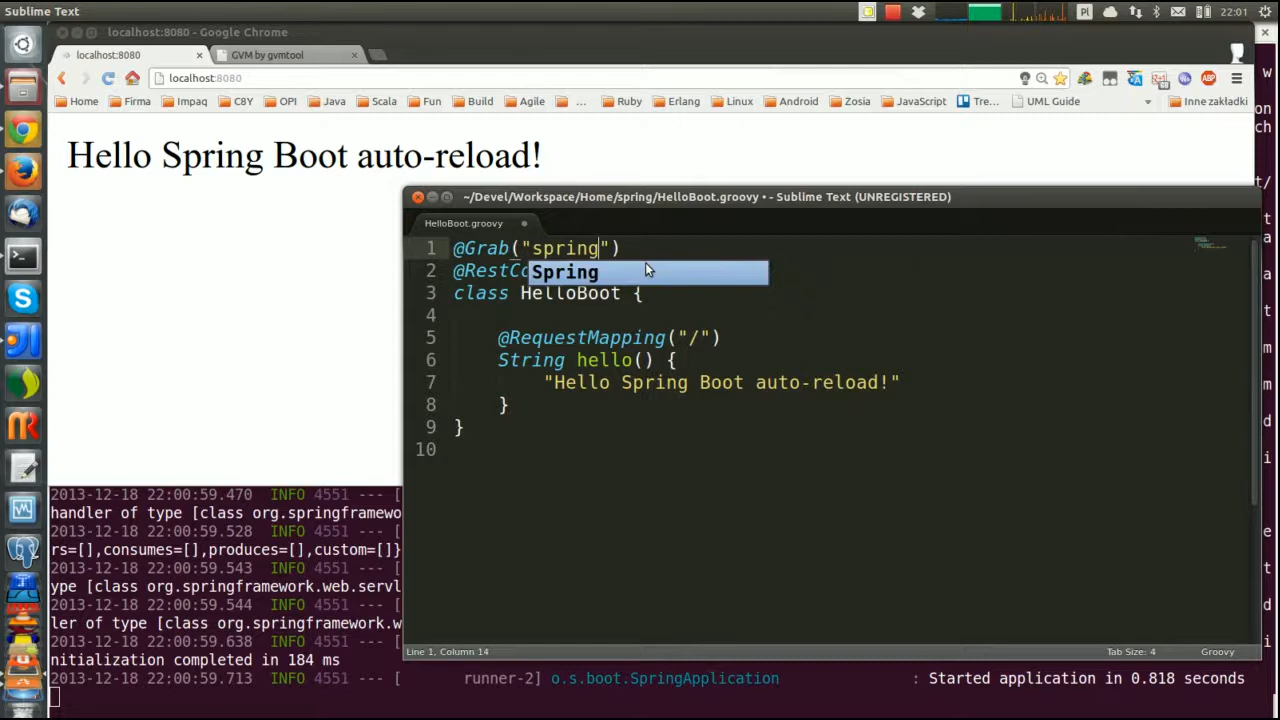 Sublime Text
Pl
22:01
localhost:8080 - Google Chrome
localhost:8080
GVM by gvmtool
localhost:8080
Home Firma Impaq C8Y OPI Java Scala Fun Build Agile ... Ruby Erlang Linux Android Zosia JavaScript Tre... UML Guide Inne zakładki
Hello Spring Boot auto-reload!
~/Devel/Workspace/Home/spring/HelloBoot.groovy • - Sublime Text (UNREGISTERED)
HelloBoot.groovy
1 @Grab("spring")
2 @RestCo
Spring
3 class HelloBoot {
4
5 @RequestMapping("/")
6 String hello() {
7 "Hello Spring Boot auto-reload!"
8 }
9 }
10
Line 1, Column 14
Tab Size: 4
Groovy
2013-12-18 22:00:59.470 INFO 4551 --- [
handler of type [class org.springframewo
2013-12-18 22:00:59.528 INFO 4551 --- [
rs=[],consumes=[],produces=[],custom=[]}
2013-12-18 22:00:59.543 INFO 4551 --- [
ype [class org.springframework.web.servl
2013-12-18 22:00:59.544 INFO 4551 --- [
ler of type [class org.springframework.w
2013-12-18 22:00:59.638 INFO 4551 --- [
nitialization completed in 184 ms
2013-12-18 22:00:59.713 INFO 4551 --- [ runner-2] o.s.boot.SpringApplication : Started application in 0.818 seconds